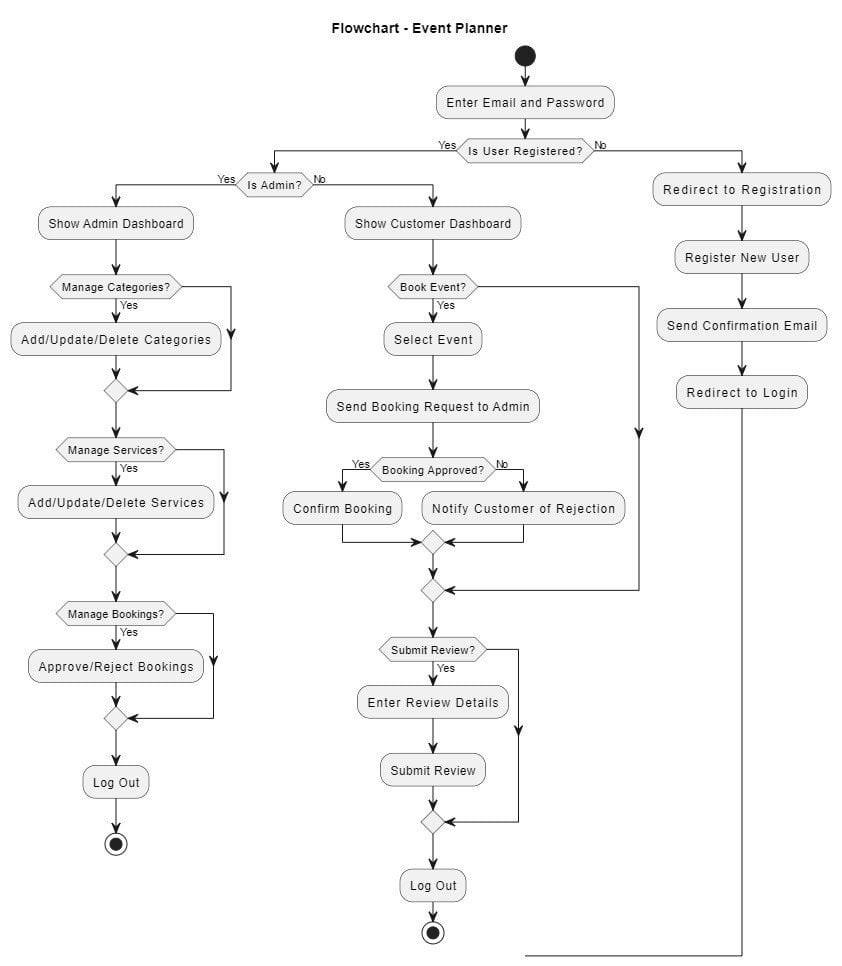 Flowchart - Event Planner
Enter Email and Password
Is User Registered?
Yes
No
Is Admin?
Yes
No
Show Admin Dashboard
Manage Categories?
Yes
Add/Update/Delete Categories
Manage Services?
Yes
Add/Update/Delete Services
Manage Bookings?
Yes
Approve/Reject Bookings
Log Out
Show Customer Dashboard
Book Event?
Yes
Select Event
Send Booking Request to Admin
Booking Approved?
Yes
No
Confirm Booking
Notify Customer of Rejection
Submit Review?
Yes
Enter Review Details
Submit Review
Log Out
Redirect to Registration
Register New User
Send Confirmation Email
Redirect to Login